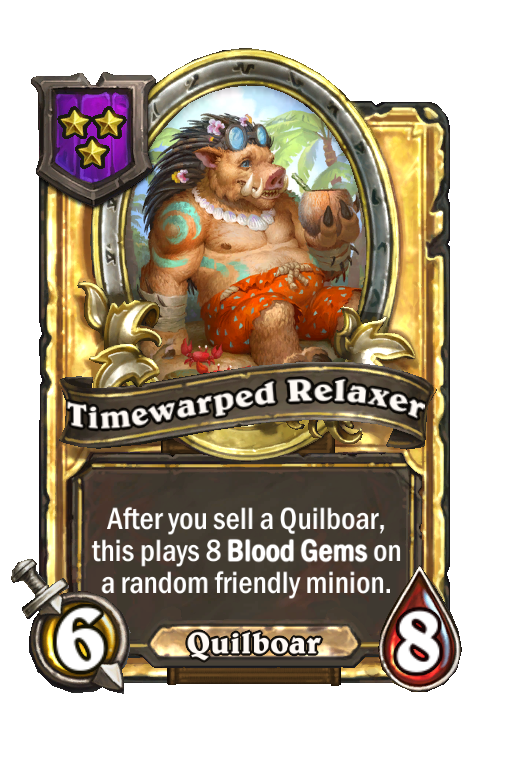 Timewarped Relaxer
After you sell a Quilboar,
this plays 8 Blood Gems on
a random friendly minion.
6
Quilboar
8